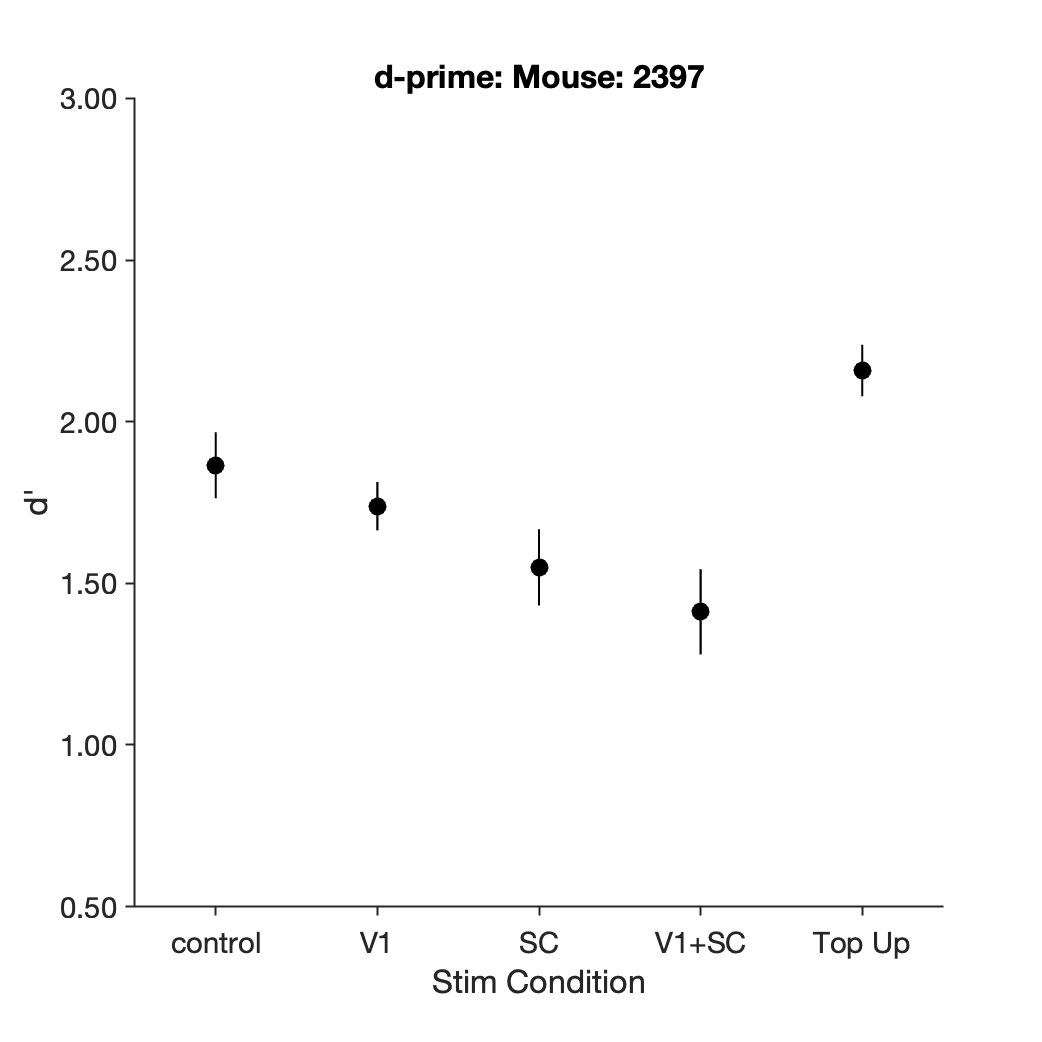 d-prime: Mouse: 2397
3.00
2.50
2.00
1.50
1.00
0.50
d'
control V1 SC V1+SC Top Up
Stim Condition